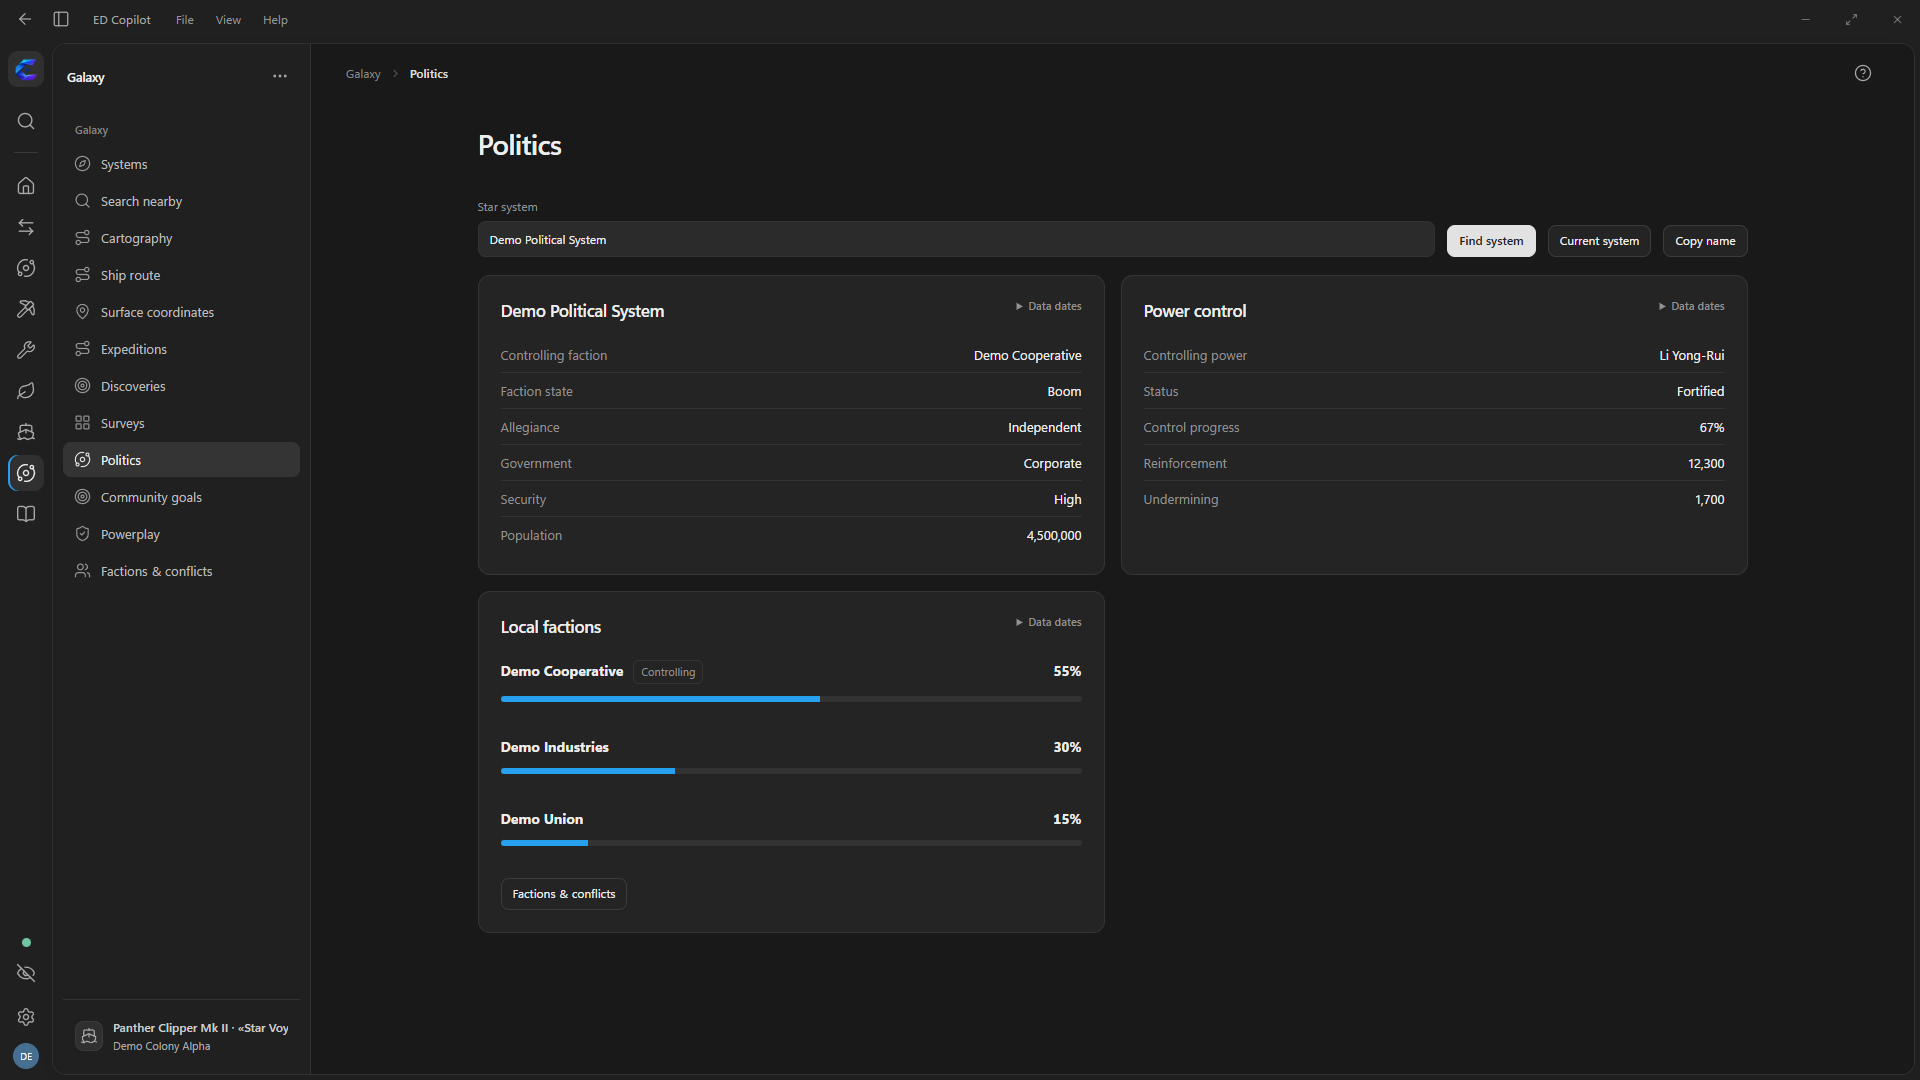 ED Copilot
File
View
Help
Galaxy
Galaxy
Systems
Search nearby
Cartography
Ship route
Surface coordinates
Expeditions
Discoveries
Surveys
Politics
Community goals
Powerplay
Factions & conflicts
Panther Clipper Mk II · «Star Voy
Demo Colony Alpha
DE
Galaxy > Politics
Politics
Star system
Demo Political System
Find system
Current system
Copy name
Demo Political System
Data dates
Controlling faction Demo Cooperative
Faction state Boom
Allegiance Independent
Government Corporate
Security High
Population 4,500,000
Power control
Data dates
Controlling power Li Yong-Rui
Status Fortified
Control progress 67%
Reinforcement 12,300
Undermining 1,700
Local factions
Data dates
Demo Cooperative Controlling 55%
Demo Industries 30%
Demo Union 15%
Factions & conflicts